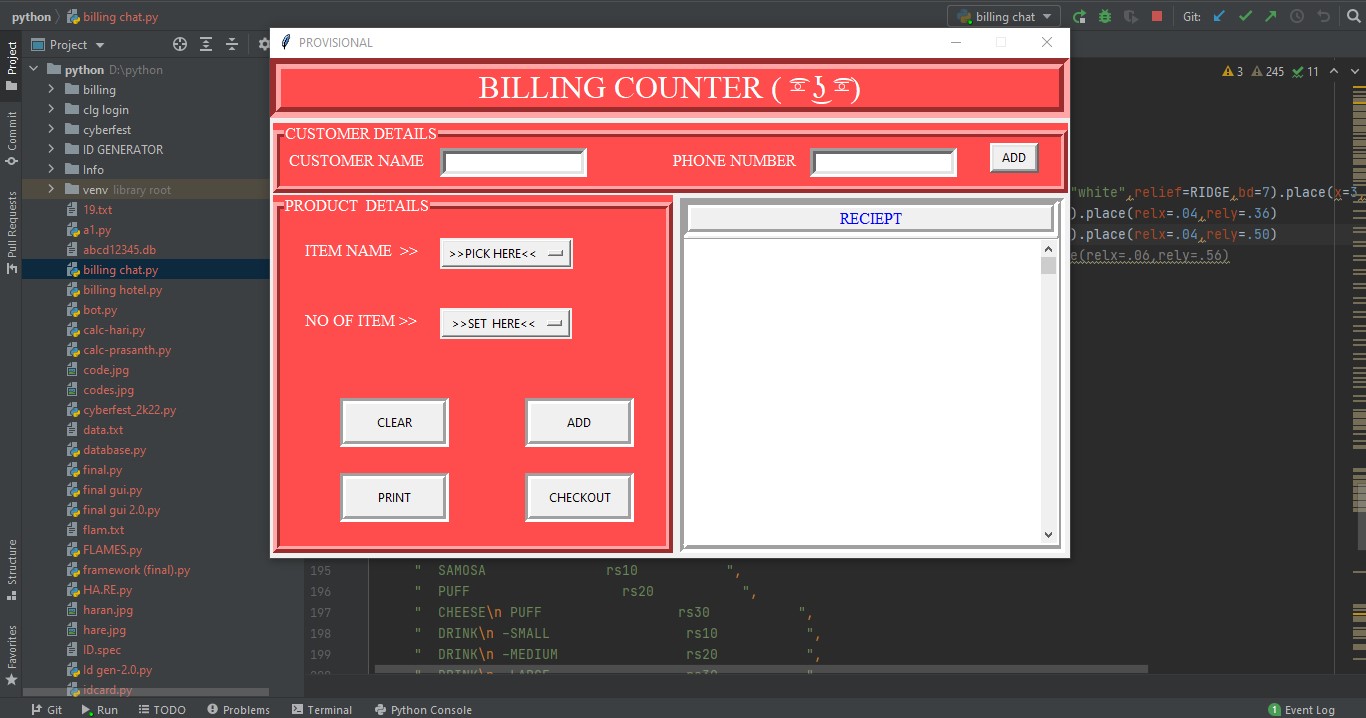 python
billing chat.py
billing chat
Git:
Project
PROVISIONAL
BILLING COUNTER ( ͡° ͜ʖ ͡°)
3
245
11
CUSTOMER DETAILS
CUSTOMER NAME
PHONE NUMBER
ADD
PRODUCT DETAILS
ITEM NAME >>
>>PICK HERE<<
NO OF ITEM >>
>>SET HERE<<
CLEAR
ADD
PRINT
CHECKOUT
RECIEPT
"white",relief=RIDGE,bd=7).place(x=3,
).place(relx=.04,rely=.36)
).place(relx=.04,rely=.50)
e(relx=.06,rely=.56)
python D:\python
billing
clg login
cyberfest
ID GENERATOR
Info
venv library root
19.txt
a1.py
abcd12345.db
billing chat.py
billing hotel.py
bot.py
calc-hari.py
calc-prasanth.py
code.jpg
codes.jpg
cyberfest_2k22.py
data.txt
database.py
final.py
final gui.py
final gui 2.0.py
flam.txt
FLAMES.py
framework (final).py
HA.RE.py
haran.jpg
hare.jpg
ID.spec
Id gen-2.0.py
idcard.py
195 " SAMOSA rs10 ",
196 " PUFF rs20 ",
197 " CHEESE\n PUFF rs30 ",
198 " DRINK\n -SMALL rs10 ",
199 " DRINK\n -MEDIUM rs20 ",
Project
Commit
Pull Requests
Structure
Favorites
Git
Run
TODO
Problems
Terminal
Python Console
1 Event Log